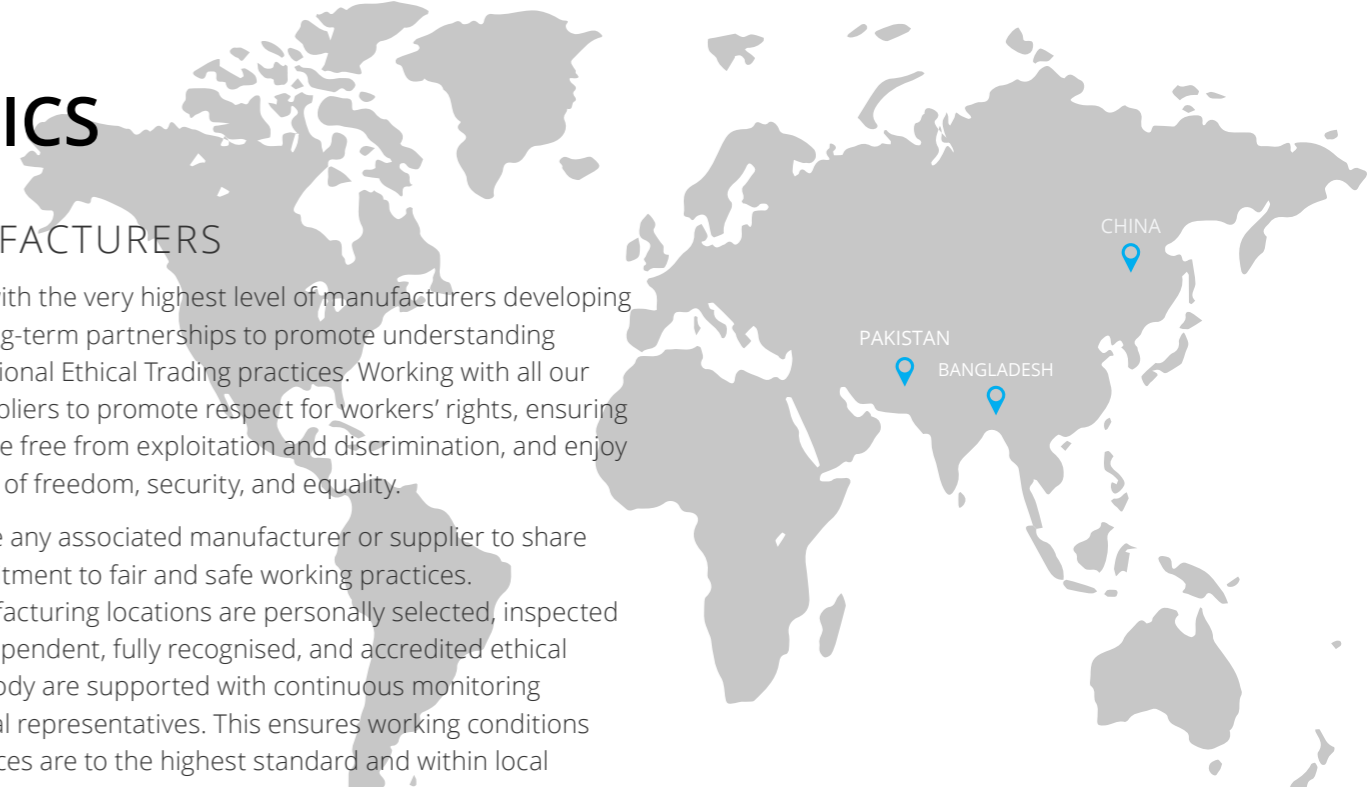 ICS
FACTURERS
ith the very highest level of manufacturers developing
g-term partnerships to promote understanding
ional Ethical Trading practices. Working with all our
pliers to promote respect for workers’ rights, ensuring
e free from exploitation and discrimination, and enjoy
of freedom, security, and equality.
e any associated manufacturer or supplier to share
tment to fair and safe working practices.
facturing locations are personally selected, inspected
pendent, fully recognised, and accredited ethical
ody are supported with continuous monitoring
al representatives. This ensures working conditions
ces are to the highest standard and within local
CHINA
PAKISTAN
BANGLADESH